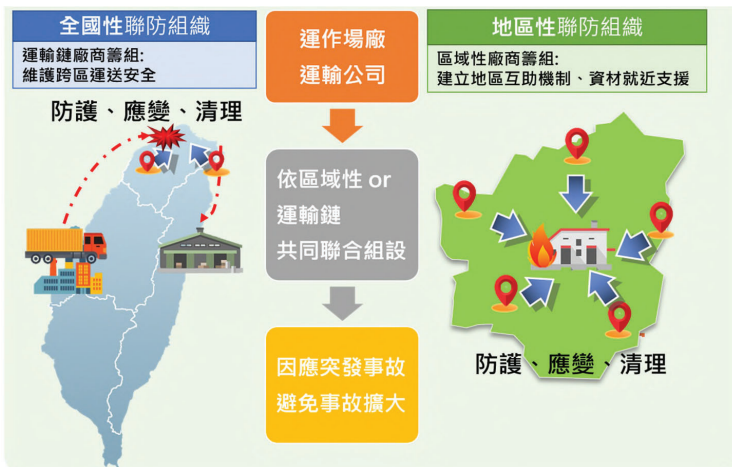 全國性聯防組織
運輸鏈廠商籌組:
維護跨區運送安全
防護、應變、清理
運作場廠
運輸公司
依區域性 or
運輸鏈
共同聯合組設
因應突發事故
避免事故擴大
地區性聯防組織
區域性廠商籌組:
建立地區互助機制、資材就近支援
防護、應變、清理